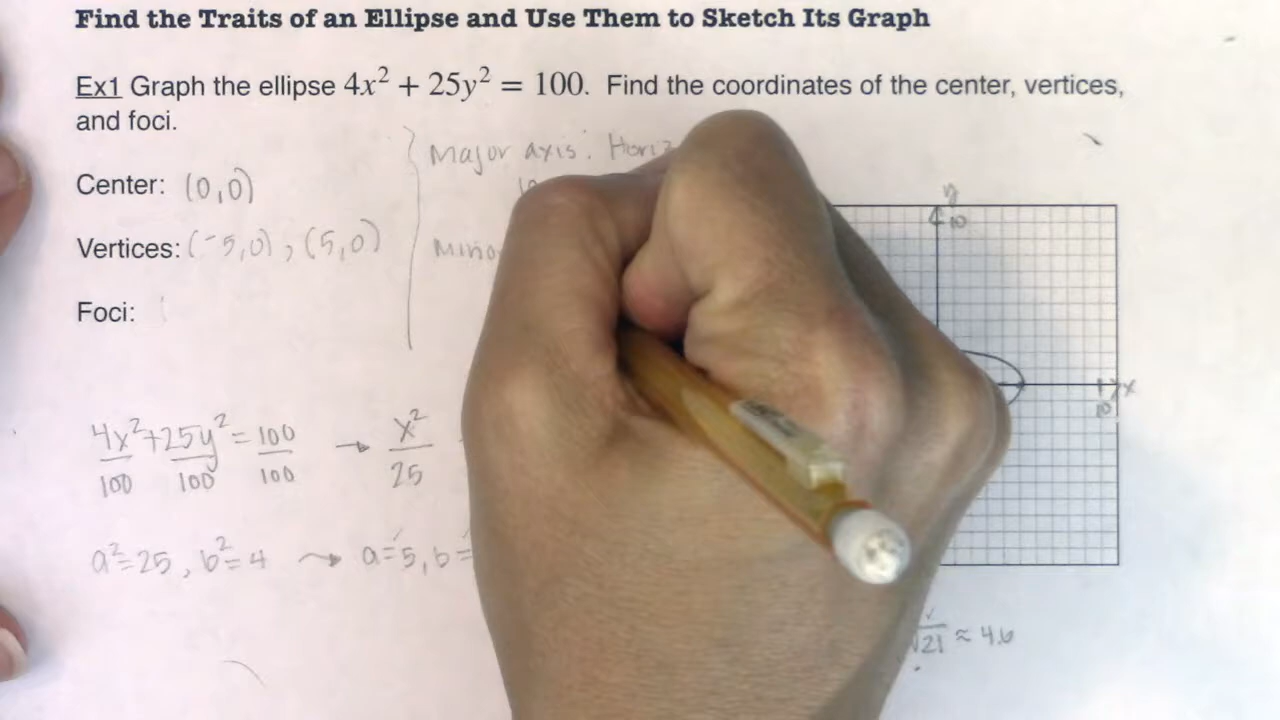 Find the Traits of an Ellipse and Use Them to Sketch Its Graph
Ex1 Graph the ellipse 4x² + 25y² = 100. Find the coordinates of the center, vertices,
and foci.
Major axis: Horiz
Center: (0,0)
Vertices: (-5,0), (5,0)
Mino
Foci:
y
10
x
10
4x²/100 + 25y²/100 = 100/100 → x²/25
a²=25, b²=4 ⇝ a=5, b=
√21 ≈ 4.6